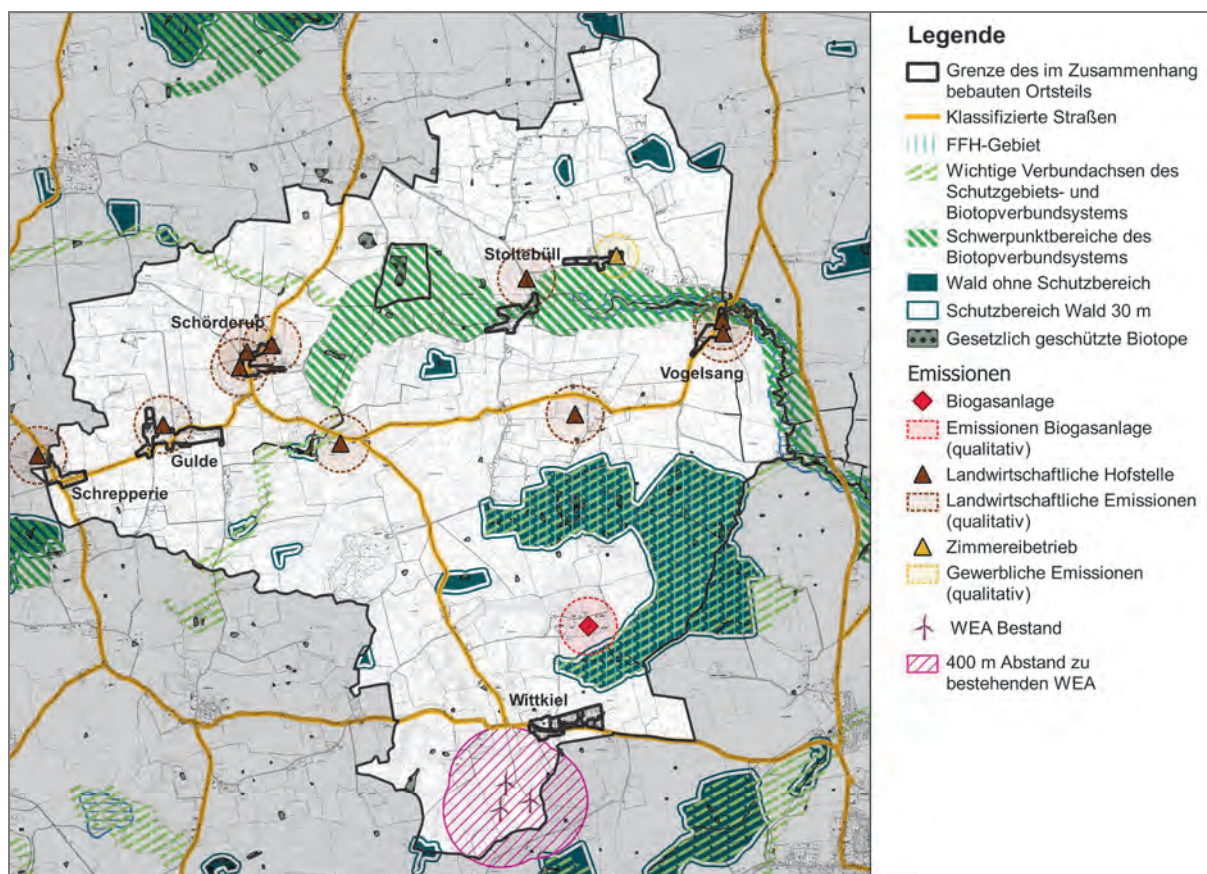 Stoltebüll
Schörderup
Vogelsang
Gulde
Schrepperie
Wittkiel
Legende
Grenze des im Zusammenhang
bebauten Ortsteils
Klassifizierte Straßen
FFH-Gebiet
Wichtige Verbundachsen des
Schutzgebiets- und
Biotopverbundsystems
Schwerpunktbereiche des
Biotopverbundsystems
Wald ohne Schutzbereich
Schutzbereich Wald 30 m
Gesetzlich geschützte Biotope
Emissionen
Biogasanlage
Emissionen Biogasanlage
(qualitativ)
Landwirtschaftliche Hofstelle
Landwirtschaftliche Emissionen
(qualitativ)
Zimmereibetrieb
Gewerbliche Emissionen
(qualitativ)
WEA Bestand
400 m Abstand zu
bestehenden WEA